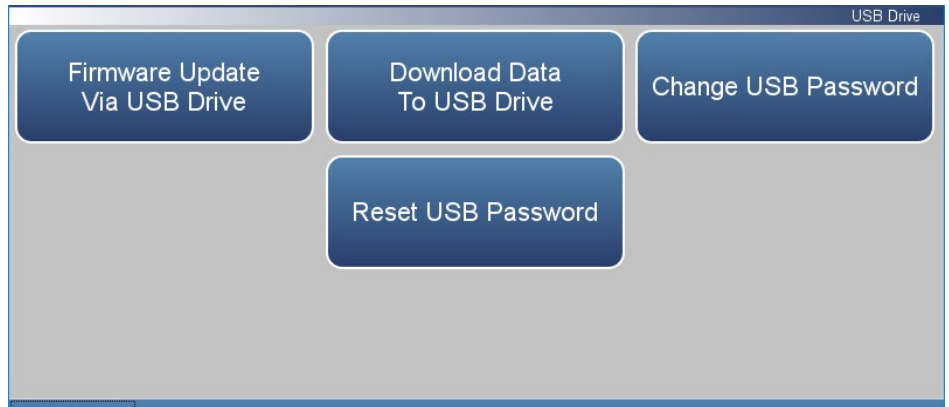 USB Drive
Firmware Update
Via USB Drive
Download Data
To USB Drive
Change USB Password
Reset USB Password